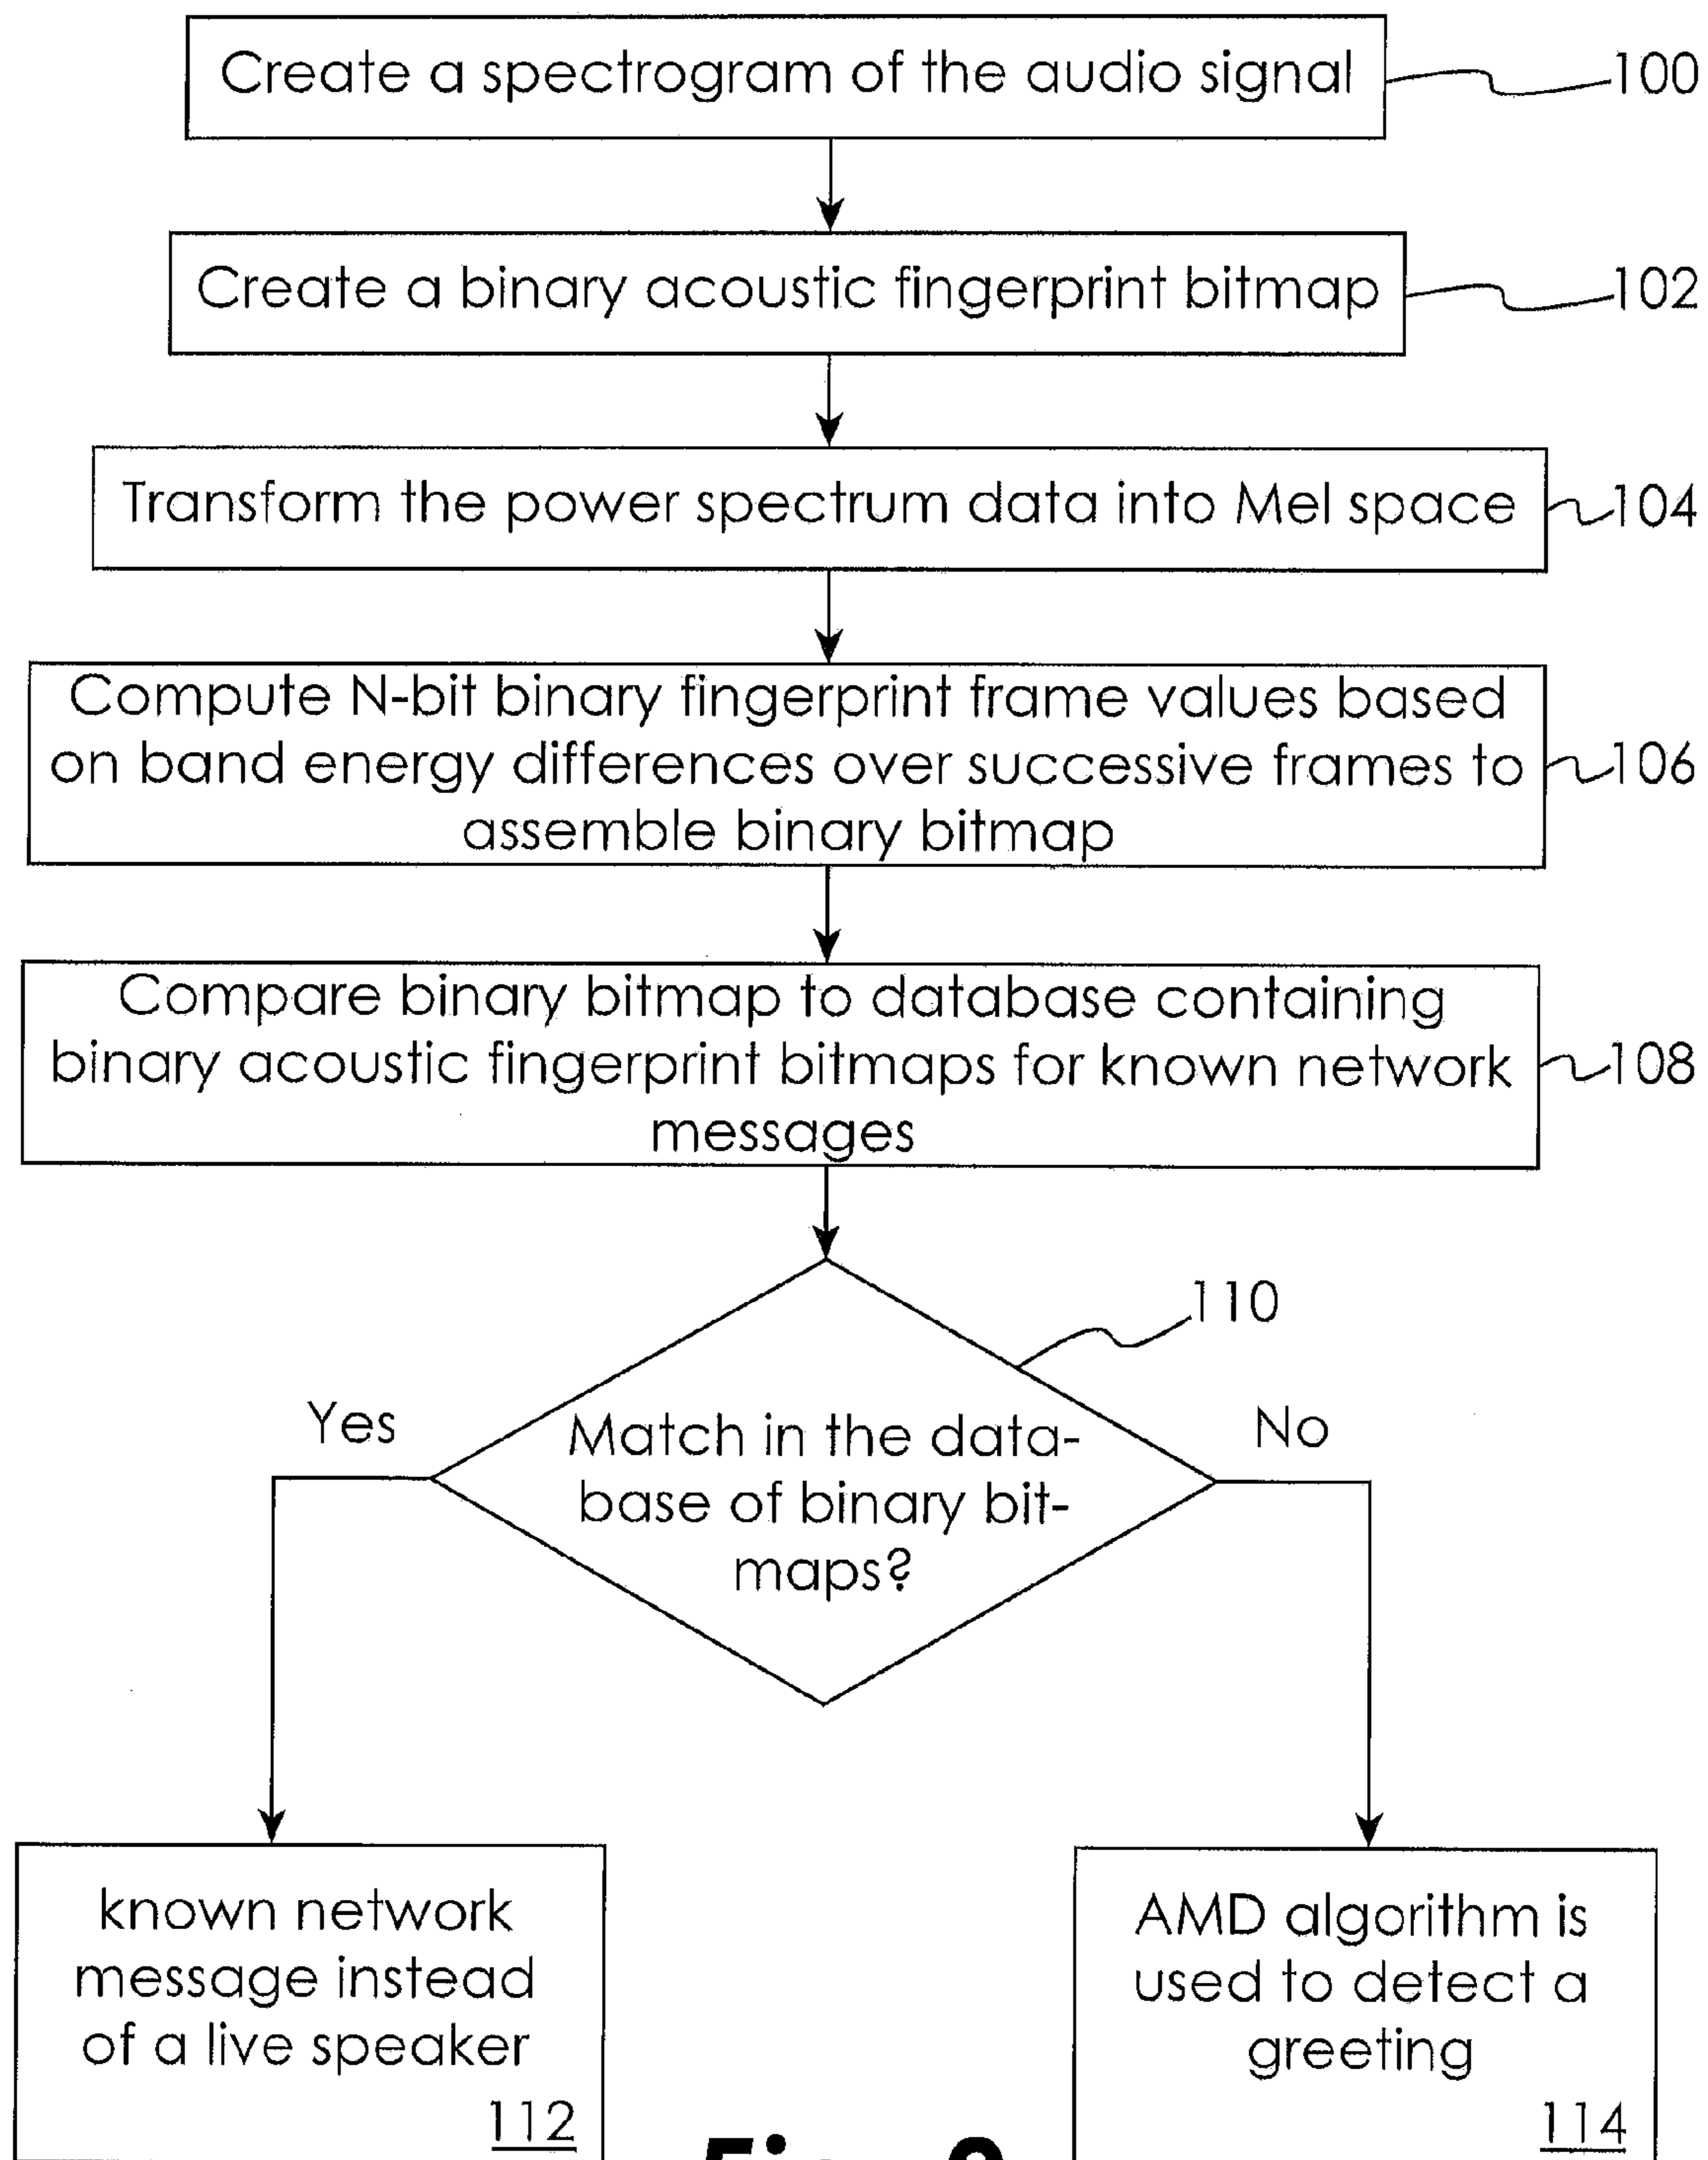 Create a spectrogram of the audio signal
100
Create a binary acoustic fingerprint bitmap
102
Transform the power spectrum data into Mel space
104
Compute N-bit binary fingerprint frame values based
on band energy differences over successive frames to
assemble binary bitmap
106
Compare binary bitmap to database containing
binary acoustic fingerprint bitmaps for known network
messages
108
110
Yes
Match in the data-
base of binary bit-
maps?
No
known network
message instead
of a live speaker
112
AMD algorithm is
used to detect a
greeting
114